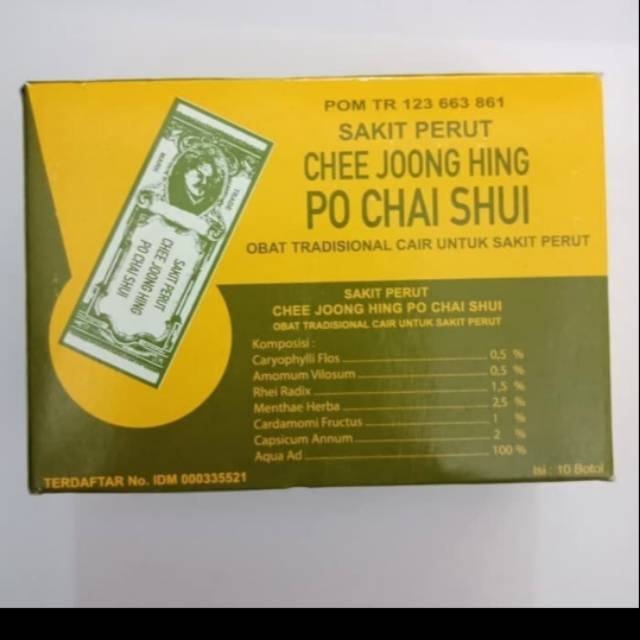 POM TR 123 663 861
SAKIT PERUT
CHEE JOONG HING
PO CHAI SHUI
OBAT TRADISIONAL CAIR UNTUK SAKIT PERUT
TRADE
MARK
SAKIT PERUT
CHEE JOONG HING
PO CHAI SHUI
SAKIT PERUT
CHEE JOONG HING PO CHAI SHUI
OBAT TRADISIONAL CAIR UNTUK SAKIT PERUT
Komposisi :
Caryophylli Flos 0,5 %
Amomum Vilosum 0,5 %
Rhei Radix 1,5 %
Menthae Herba 2,5 %
Cardamomi Fructus 1 %
Capsicum Annum 2 %
Aqua Ad 100 %
TERDAFTAR No. IDM 000335521
Isi : 10 Botol